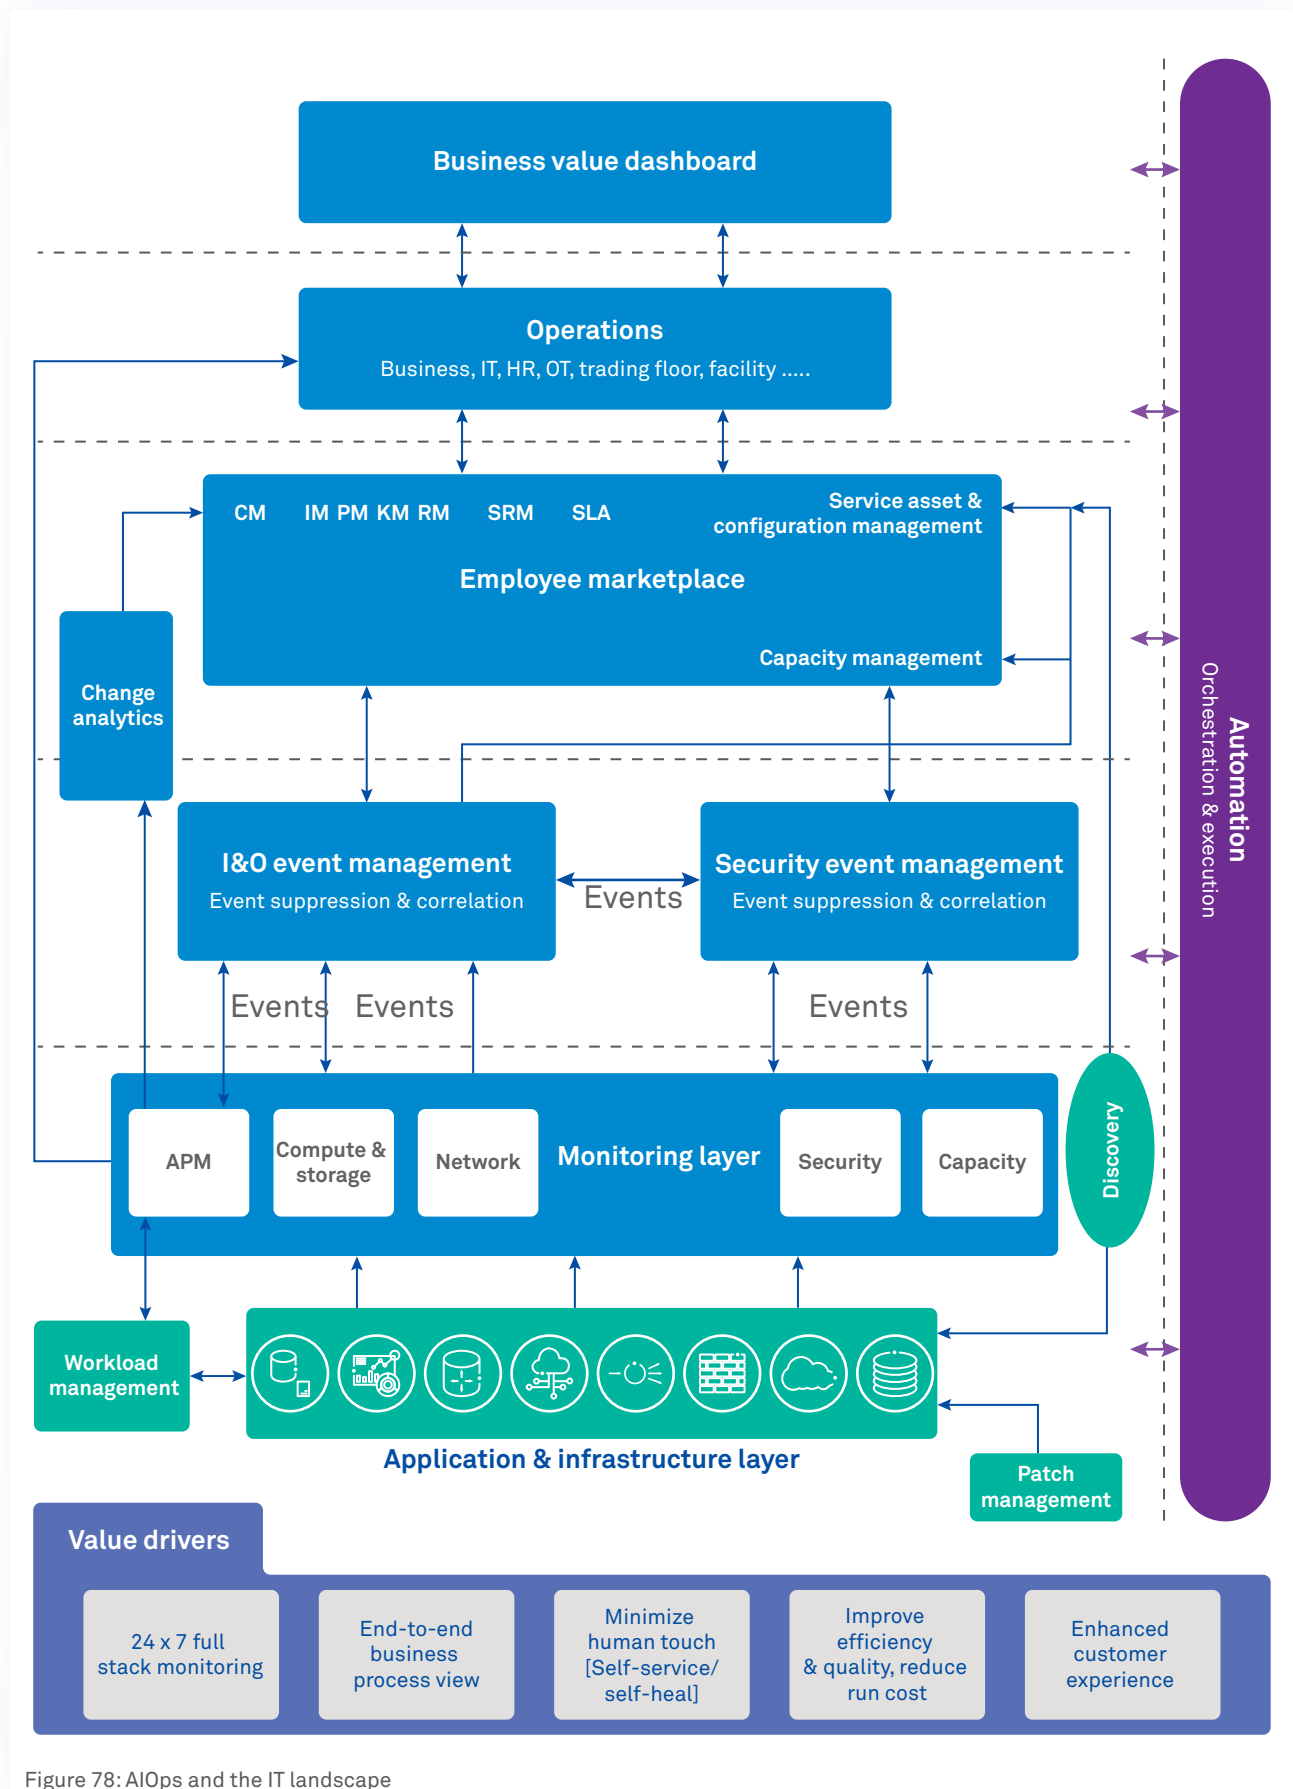 Business value dashboard
Operations
Business, IT, HR, OT, trading floor, facility .....
CM IM PM KM RM SRM SLA
Service asset &
configuration management
Employee marketplace
Capacity management
Change
analytics
I&O event management
Event suppression & correlation
Events
Security event management
Event suppression & correlation
Events
Events
Events
APM
Compute &
storage
Network
Monitoring layer
Security
Capacity
Discovery
Automation
Orchestration & execution
Workload
management
Application & infrastructure layer
Patch
management
Value drivers
24 x 7 full
stack monitoring
End-to-end
business
process view
Minimize
human touch
[Self-service/
self-heal]
Improve
efficiency
& quality, reduce
run cost
Enhanced
customer
experience
Figure 78: AIOps and the IT landscape